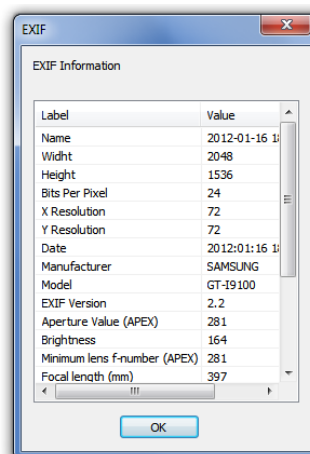 EXIF
EXIF Information
Label Value
Name 2012-01-16
Widht 2048
Height 1536
Bits Per Pixel 24
X Resolution 72
Y Resolution 72
Date 2012:01:16
Manufacturer SAMSUNG
Model GT-I9100
EXIF Version 2.2
Aperture Value (APEX) 281
Brightness 164
Minimum lens f-number (APEX) 281
Focal length (mm) 397
OK